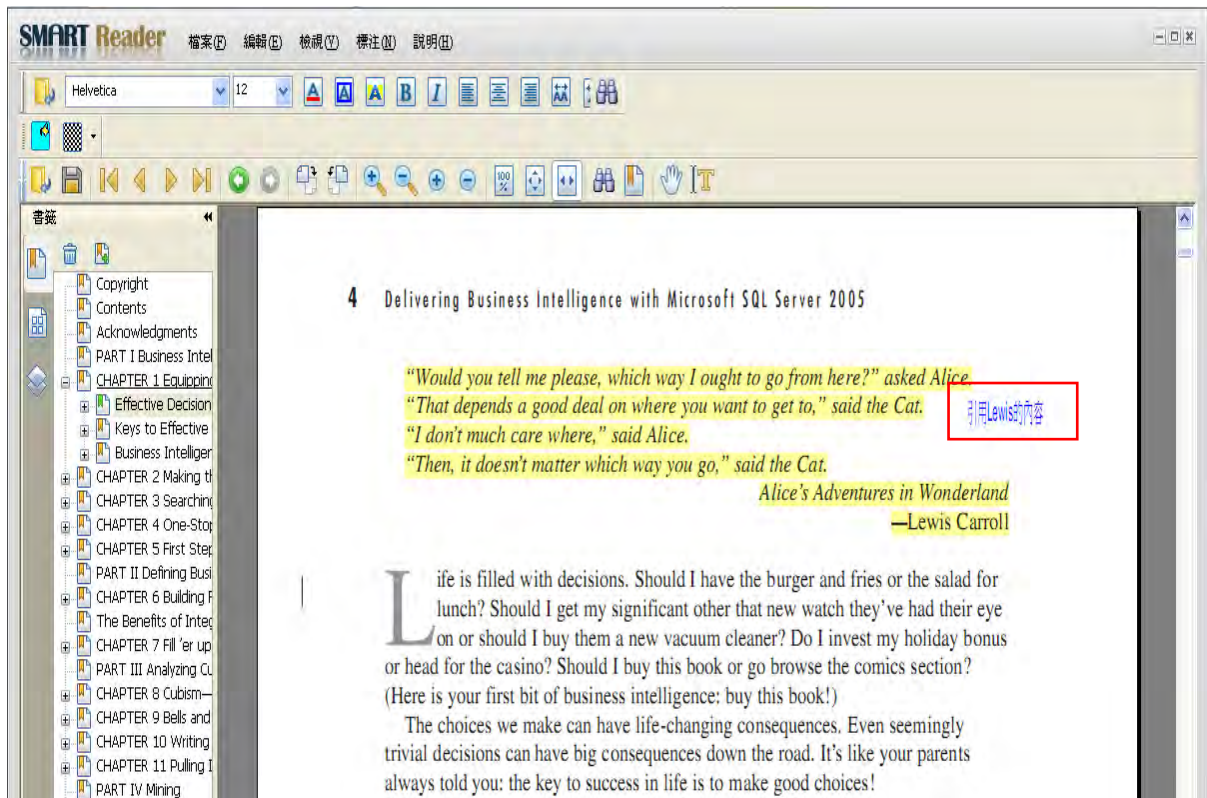 SMART Reader 檔案(F) 編輯(E) 檢視(V) 標注(N) 說明(H)
Helvetica 12
書籤
Copyright
Contents
Acknowledgments
PART I Business Intel
CHAPTER 1 Equipping
Effective Decision
Keys to Effective
Business Intelliger
CHAPTER 2 Making th
CHAPTER 3 Searching
CHAPTER 4 One-Stop
CHAPTER 5 First Step
PART II Defining Busi
CHAPTER 6 Building F
The Benefits of Integ
CHAPTER 7 Fill 'er up
PART III Analyzing Cu
CHAPTER 8 Cubism—
CHAPTER 9 Bells and
CHAPTER 10 Writing
CHAPTER 11 Pulling I
PART IV Mining
4 Delivering Business Intelligence with Microsoft SQL Server 2005
“Would you tell me please, which way I ought to go from here?” asked Alice.
“That depends a good deal on where you want to get to,” said the Cat.
引用Lewis的內容
“I don't much care where,” said Alice.
“Then, it doesn't matter which way you go,” said the Cat.
Alice's Adventures in Wonderland
—Lewis Carroll
Life is filled with decisions. Should I have the burger and fries or the salad for
lunch? Should I get my significant other that new watch they've had their eye
on or should I buy them a new vacuum cleaner? Do I invest my holiday bonus
or head for the casino? Should I buy this book or go browse the comics section?
(Here is your first bit of business intelligence: buy this book!)
The choices we make can have life-changing consequences. Even seemingly
trivial decisions can have big consequences down the road. It's like your parents
always told you: the key to success in life is to make good choices!